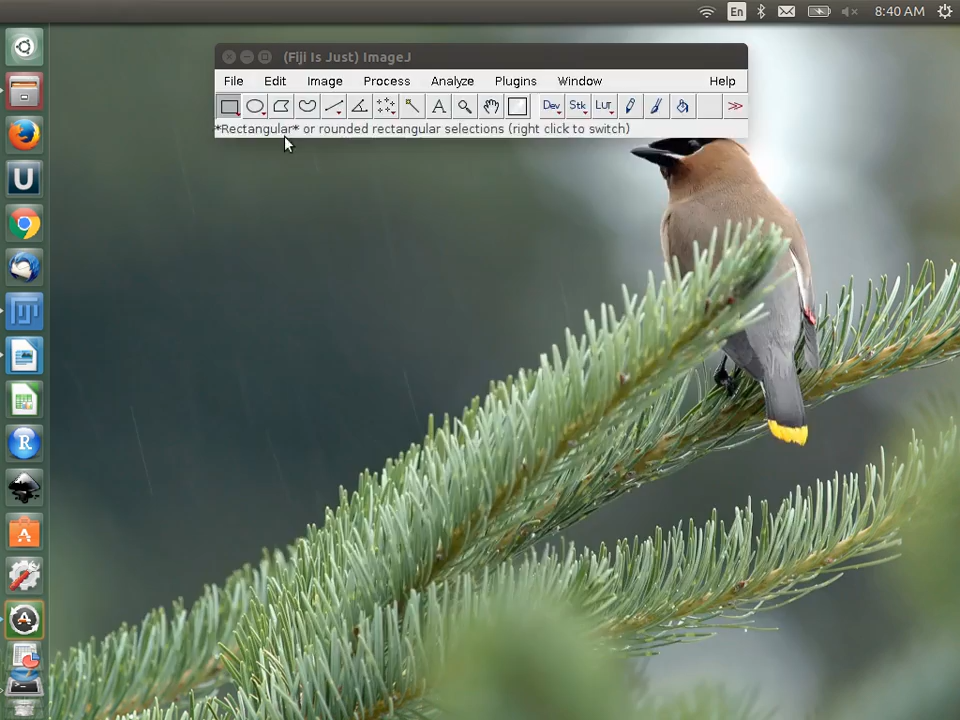 En
8:40 AM
(Fiji Is Just) ImageJ
File Edit Image Process Analyze Plugins Window Help
A Dev Stk LUT >>
*Rectangular* or rounded rectangular selections (right click to switch)
U
R
A
A